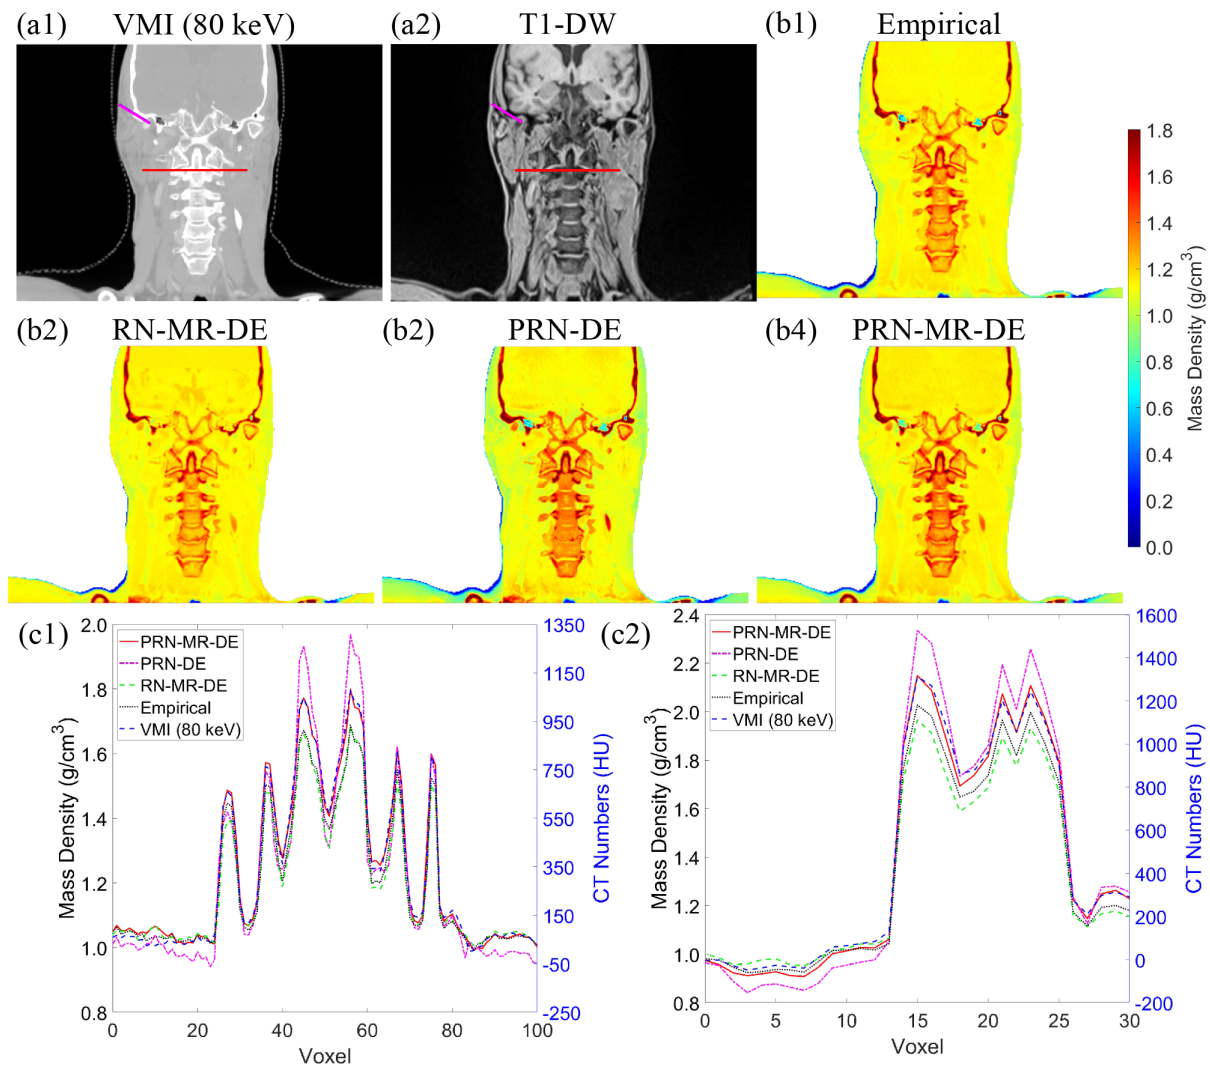 (a1) VMI (80 keV) (a2) T1-DW (b1) Empirical
1.8
1.6
1.4
1.2
1.0
0.8
0.6
0.4
0.2
0.0
Mass Density (g/cm3)
(b2) RN-MR-DE (b2) PRN-DE (b4) PRN-MR-DE
(c1)
2.0
1.8
1.6
1.4
1.2
1.0
0.8
Mass Density (g/cm3)
PRN-MR-DE
PRN-DE
RN-MR-DE
Empirical
VMI (80 keV)
1350
1150
950
750
550
350
150
-50
-250
CT Numbers (HU)
0 20 40 60 80 100
Voxel
(c2)
2.4
2.2
2.0
1.8
1.6
1.4
1.2
1.0
0.8
Mass Density (g/cm3)
PRN-MR-DE
PRN-DE
RN-MR-DE
Empirical
VMI (80 keV)
1600
1400
1200
1000
800
600
400
200
0
-200
CT Numbers (HU)
0 5 10 15 20 25 30
Voxel